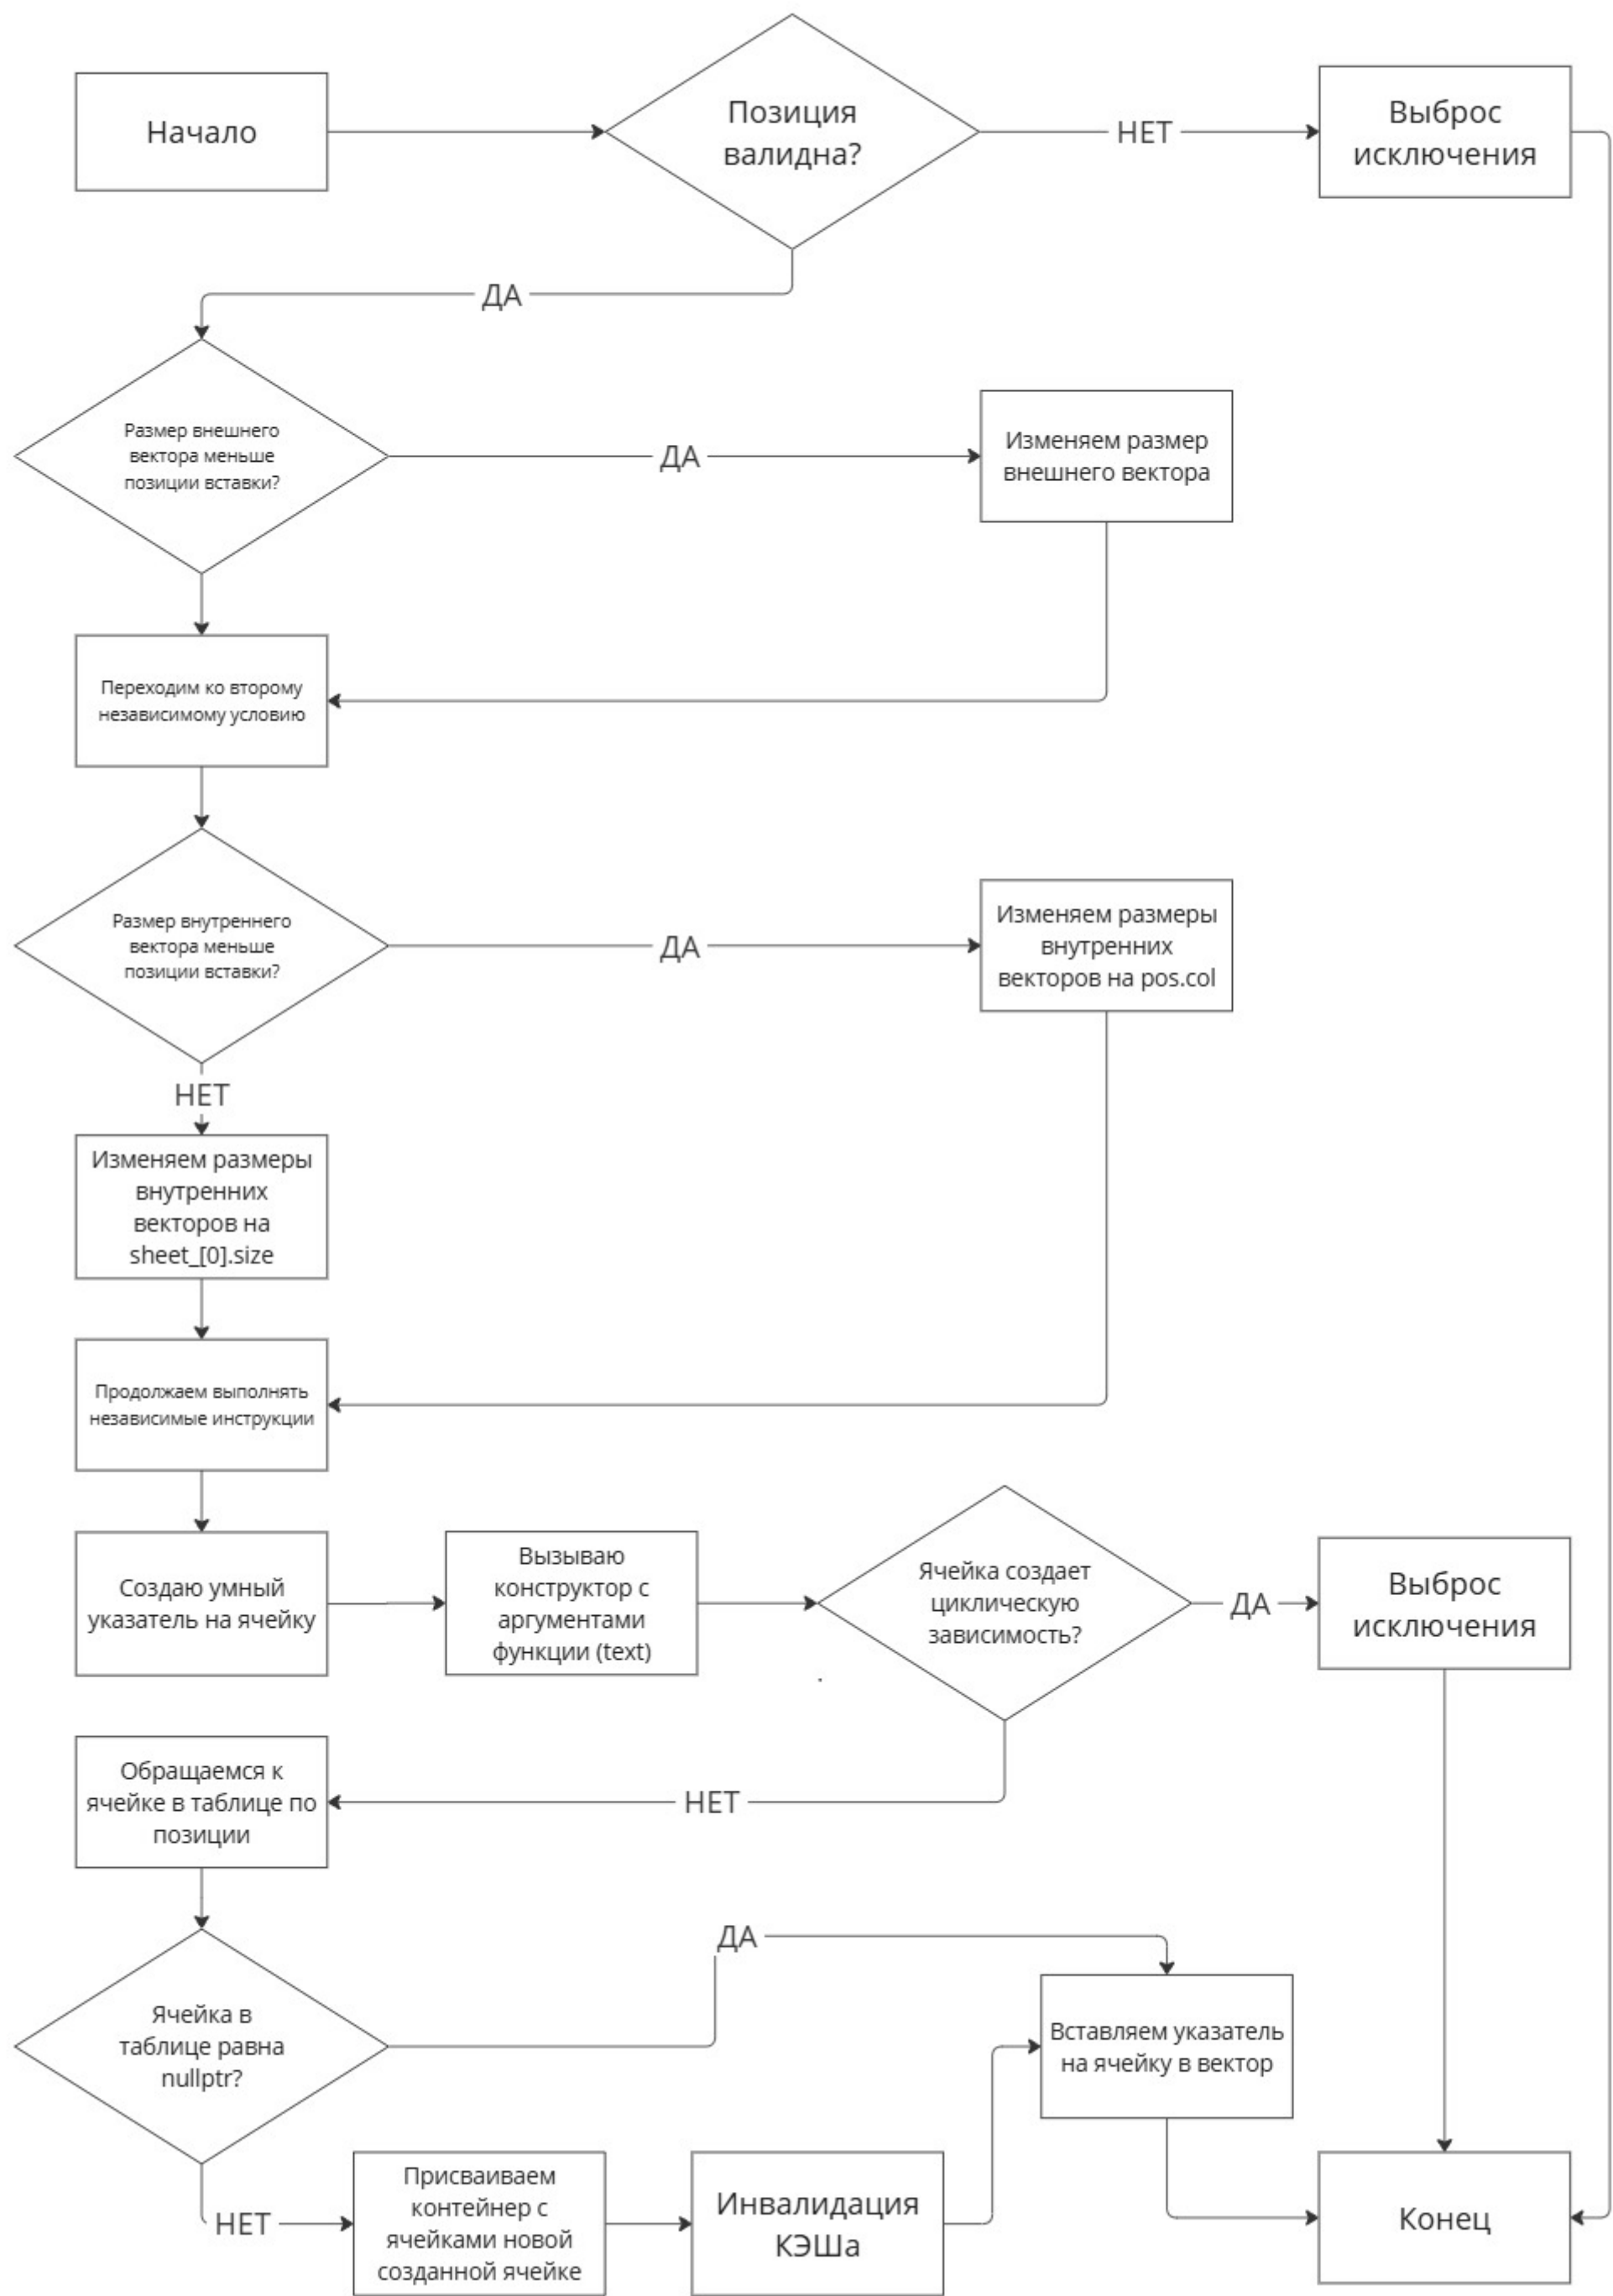 Начало
Позиция
валидна?
НЕТ
Выброс
исключения
ДА
Размер внешнего
вектора меньше
позиции вставки?
ДА
Изменяем размер
внешнего вектора
Переходим ко второму
независимому условию
Размер внутреннего
вектора меньше
позиции вставки?
ДА
Изменяем размеры
внутренних
векторов на pos.col
НЕТ
Изменяем размеры
внутренних
векторов на
sheet_[0].size
Продолжаем выполнять
независимые инструкции
Создаю умный
указатель на ячейку
Вызываю
конструктор с
аргументами
функции (text)
Ячейка создает
циклическую
зависимость?
ДА
Выброс
исключения
НЕТ
Обращаемся к
ячейке в таблице по
позиции
Ячейка в
таблице равна
nullptr?
ДА
Вставляем указатель
на ячейку в вектор
НЕТ
Присваиваем
контейнер с
ячейками новой
созданной ячейке
Инвалидация
КЭШа
Конец